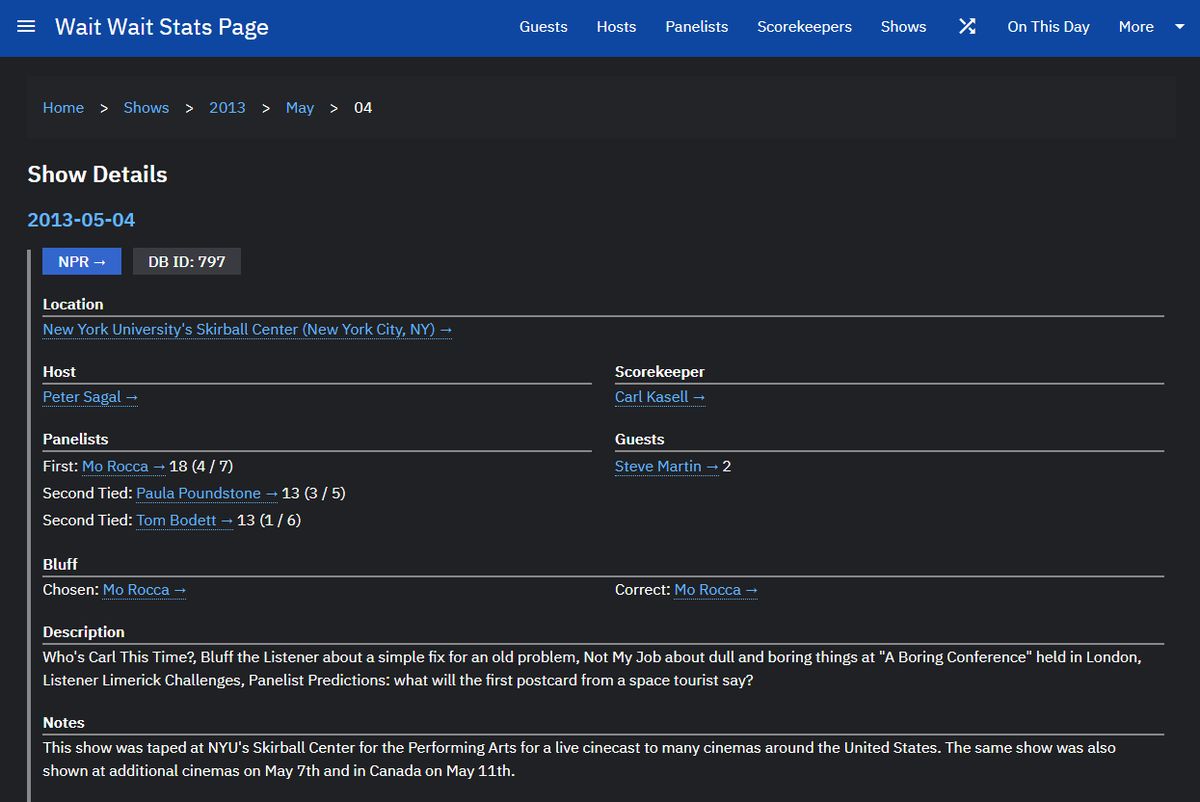 Wait Wait Stats Page
Guests Hosts Panelists Scorekeepers Shows On This Day More
Home > Shows > 2013 > May > 04
Show Details
2013-05-04
NPR → DB ID: 797
Location
New York University's Skirball Center (New York City, NY) →
Host
Peter Sagal →
Scorekeeper
Carl Kasell →
Panelists
First: Mo Rocca → 18 (4 / 7)
Second Tied: Paula Poundstone → 13 (3 / 5)
Second Tied: Tom Bodett → 13 (1 / 6)
Guests
Steve Martin → 2
Bluff
Chosen: Mo Rocca →
Correct: Mo Rocca →
Description
Who's Carl This Time?, Bluff the Listener about a simple fix for an old problem, Not My Job about dull and boring things at "A Boring Conference" held in London,
Listener Limerick Challenges, Panelist Predictions: what will the first postcard from a space tourist say?
Notes
This show was taped at NYU's Skirball Center for the Performing Arts for a live cinecast to many cinemas around the United States. The same show was also
shown at additional cinemas on May 7th and in Canada on May 11th.